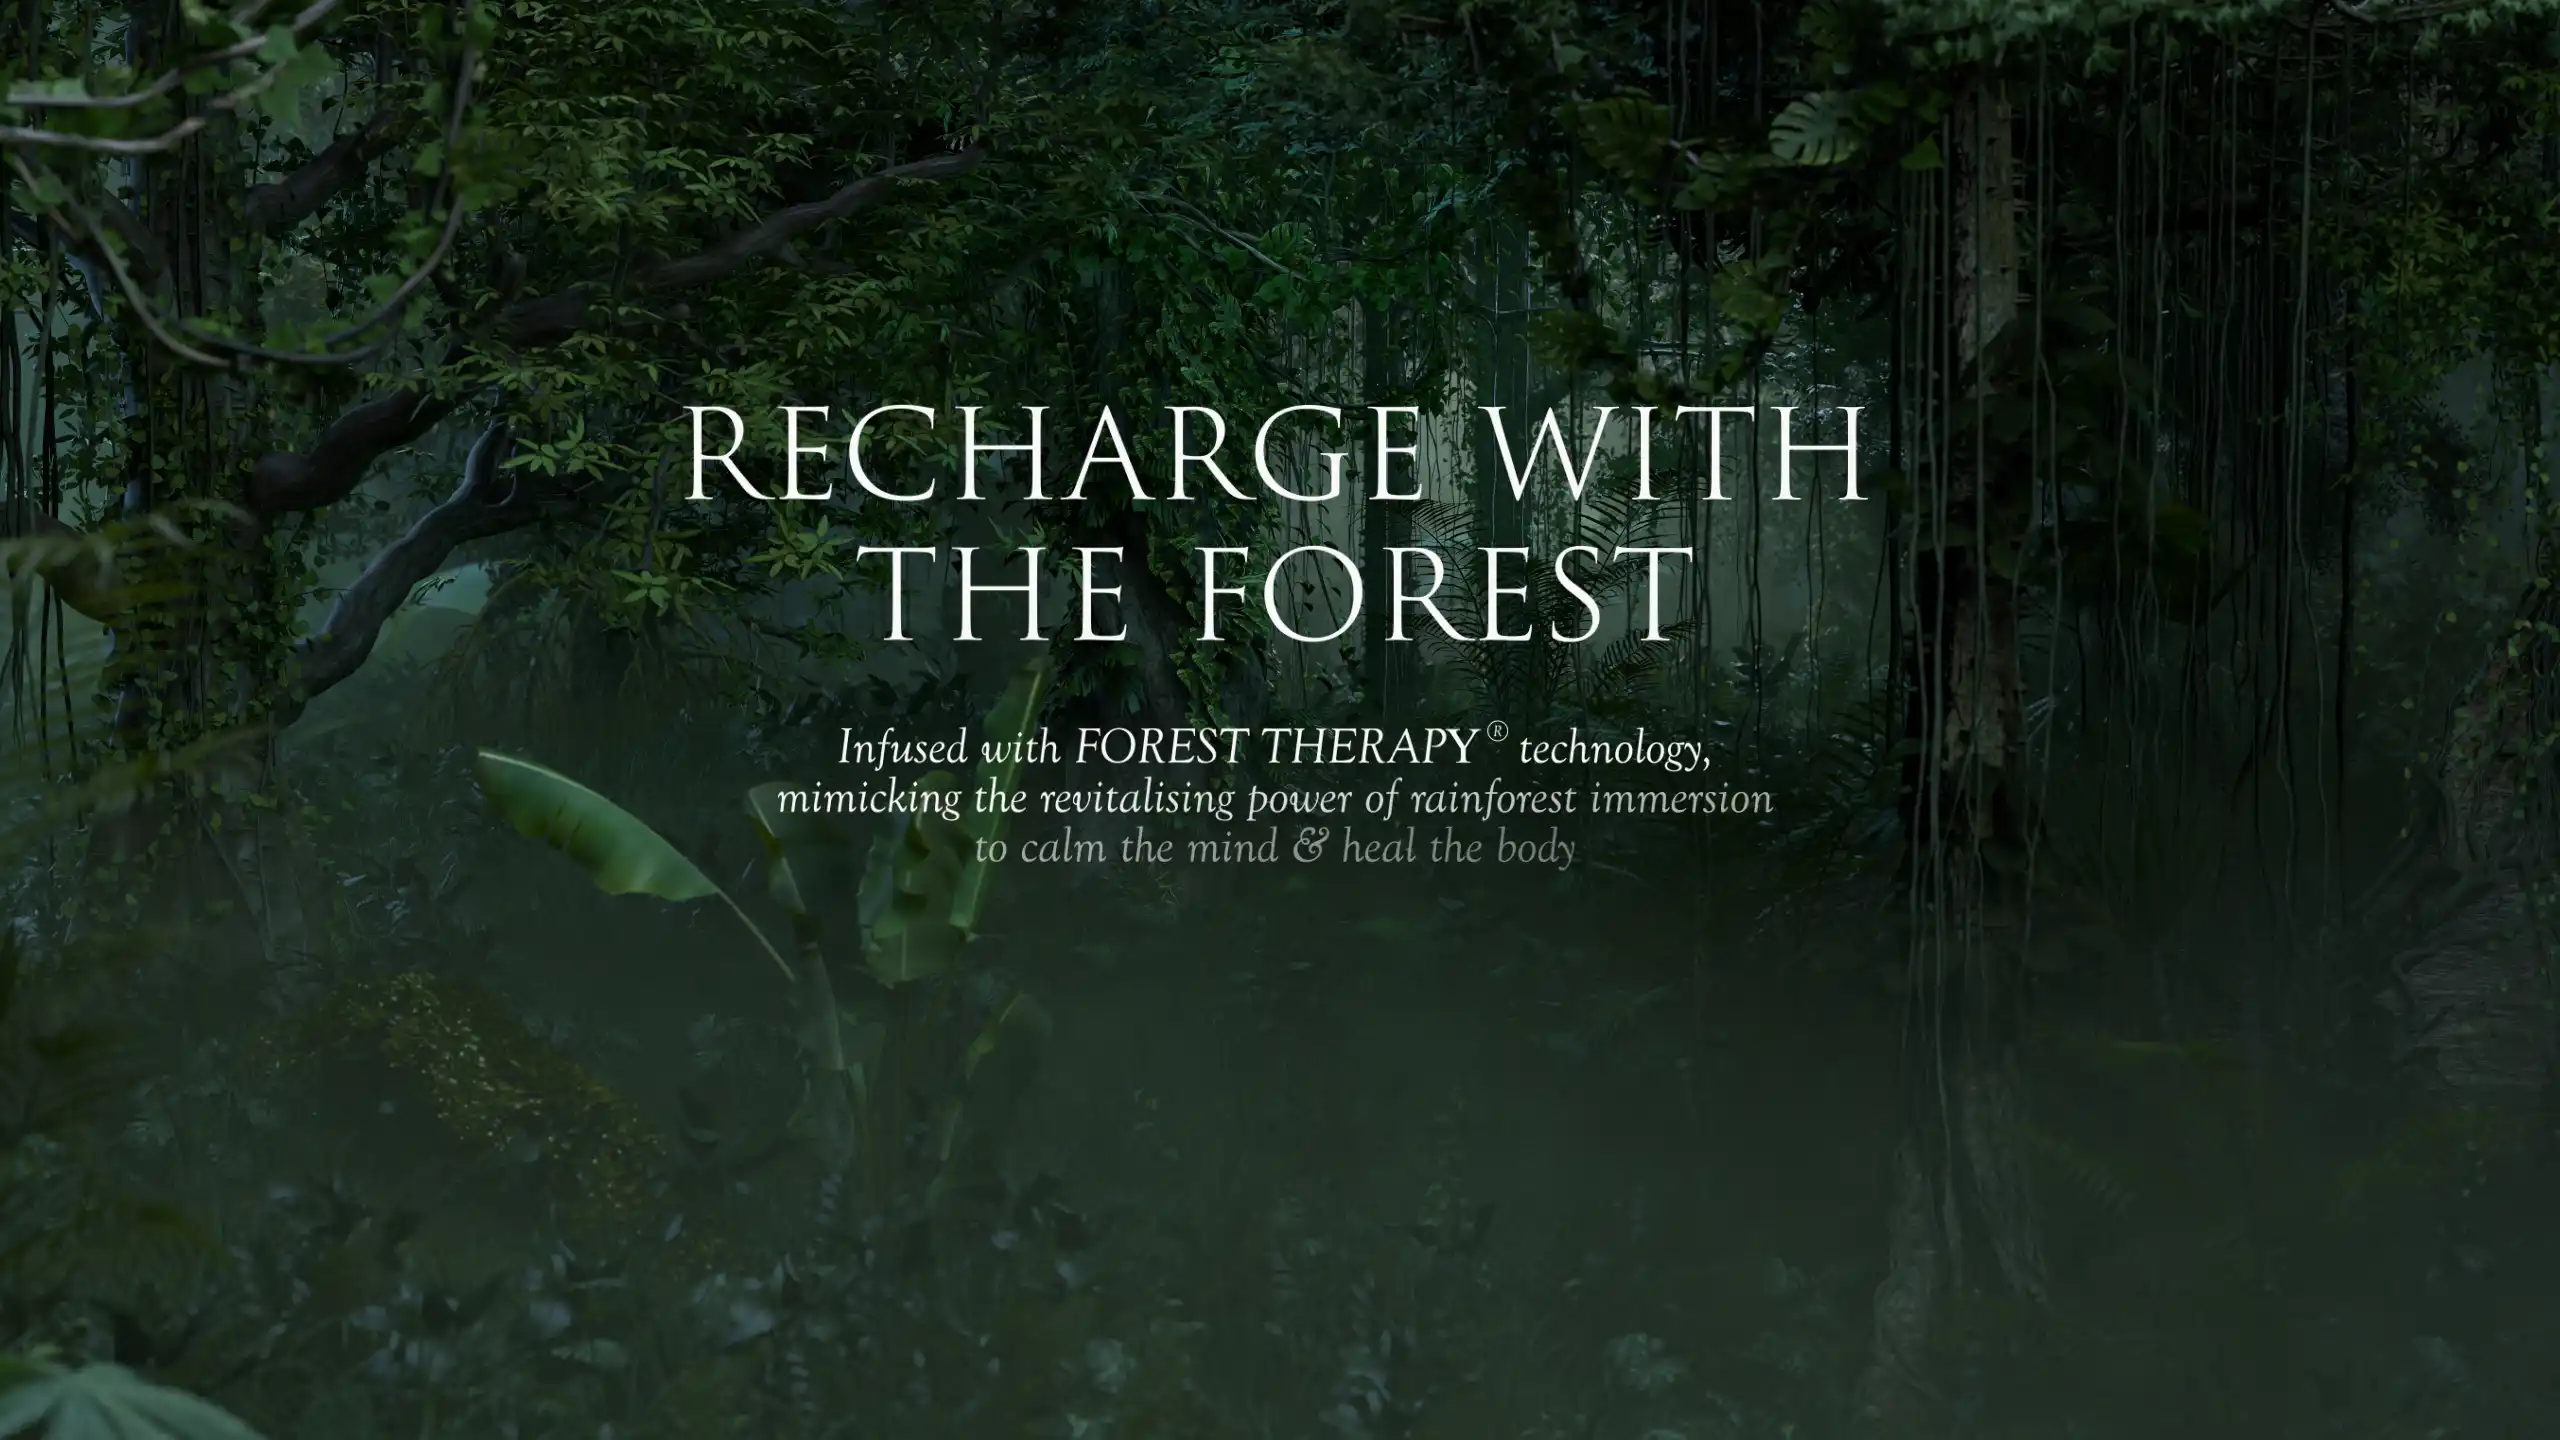 RECHARGE WITH
THE FOREST
Infused with FOREST THERAPY® technology,
mimicking the revitalising power of rainforest immersion
to calm the mind & heal the body